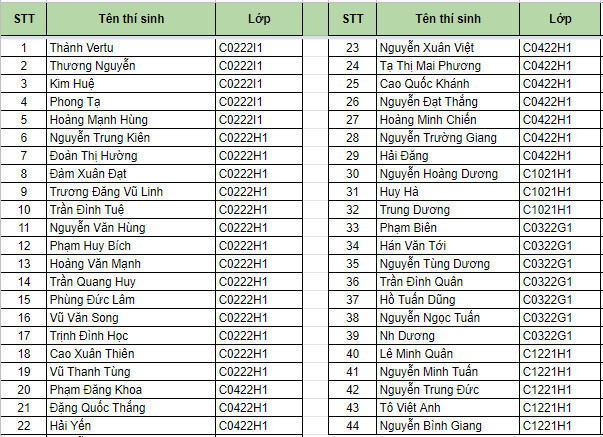 STT Tên thí sinh Lớp
1 Thành Vertu C0222I1
2 Thương Nguyễn C0222I1
3 Kim Huệ C0222I1
4 Phong Tạ C0222I1
5 Hoàng Mạnh Hùng C0222I1
6 Nguyễn Trung Kiên C0222H1
7 Đoàn Thị Hường C0222H1
8 Đàm Xuân Đạt C0222H1
9 Trương Đăng Vũ Linh C0222H1
10 Trần Đình Tuệ C0222H1
11 Nguyễn Văn Hùng C0222H1
12 Phạm Huy Bích C0222H1
13 Hoàng Văn Mạnh C0222H1
14 Trần Quang Huy C0222H1
15 Phùng Đức Lâm C0222H1
16 Vũ Văn Song C0222H1
17 Trịnh Đình Học C0222H1
18 Cao Xuân Thiên C0222H1
19 Vũ Thanh Tùng C0222H1
20 Phạm Đăng Khoa C0422H1
21 Đặng Quốc Thắng C0422H1
22 Hải Yến C0422H1
STT Tên thí sinh Lớp
23 Nguyễn Xuân Việt C0422H1
24 Tạ Thị Mai Phương C0422H1
25 Cao Quốc Khánh C0422H1
26 Nguyễn Đạt Thắng C0422H1
27 Hoàng Minh Chiến C0422H1
28 Nguyễn Trường Giang C0422H1
29 Hải Đăng C0422H1
30 Nguyễn Hoàng Dương C1021H1
31 Huy Hà C1021H1
32 Trung Dương C1021H1
33 Phạm Biên C0322G1
34 Hán Văn Tới C0322G1
35 Nguyễn Tùng Dương C0322G1
36 Trần Đình Quân C0322G1
37 Hồ Tuấn Dũng C0322G1
38 Nguyễn Ngọc Tuấn C0322G1
39 Nh Dương C0322G1
40 Lê Minh Quân C1221H1
41 Nguyễn Minh Tuấn C1221H1
42 Nguyễn Trung Đức C1221H1
43 Tô Việt Anh C1221H1
44 Nguyễn Bình Giang C1221H1